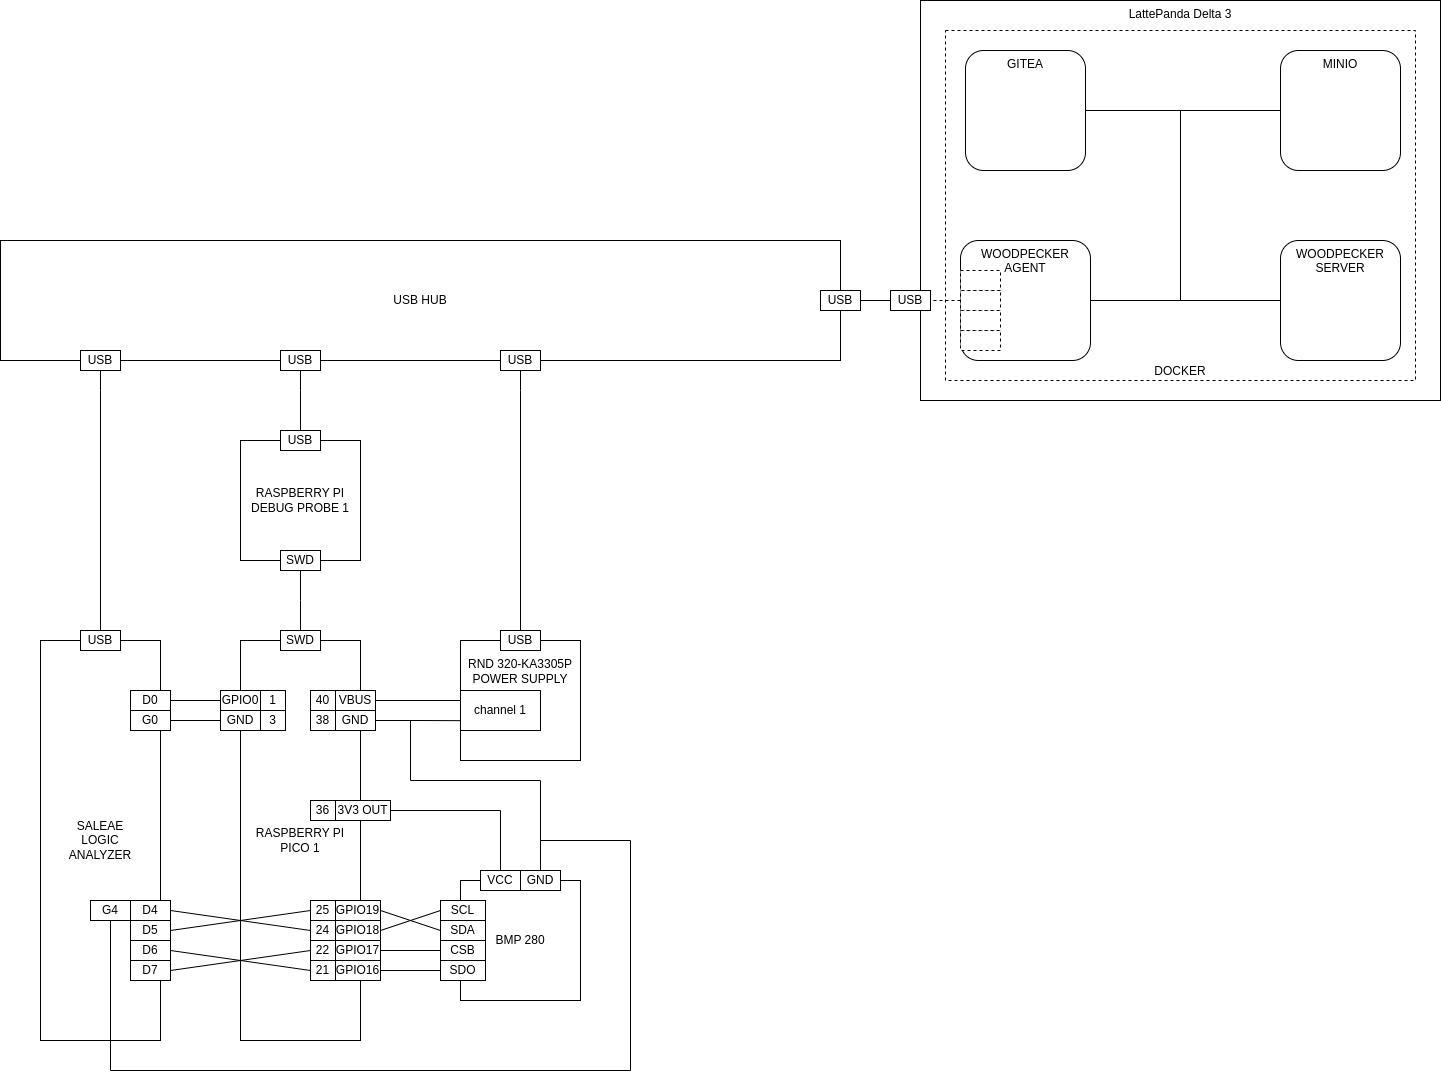 LattePanda Delta 3
GITEA
MINIO
WOODPECKER
AGENT
WOODPECKER
SERVER
DOCKER
USB HUB
USB
USB
USB
USB
USB
USB
RASPBERRY PI
DEBUG PROBE 1
SWD
USB
SWD
USB
RND 320-KA3305P
POWER SUPPLY
D0
GPIO0
1
40
VBUS
channel 1
G0
GND
3
38
GND
36
3V3 OUT
SALEAE
LOGIC
ANALYZER
RASPBERRY PI
PICO 1
VCC
GND
G4
D4
25
GPIO19
SCL
D5
24
GPIO18
SDA
BMP 280
D6
22
GPIO17
CSB
D7
21
GPIO16
SDO